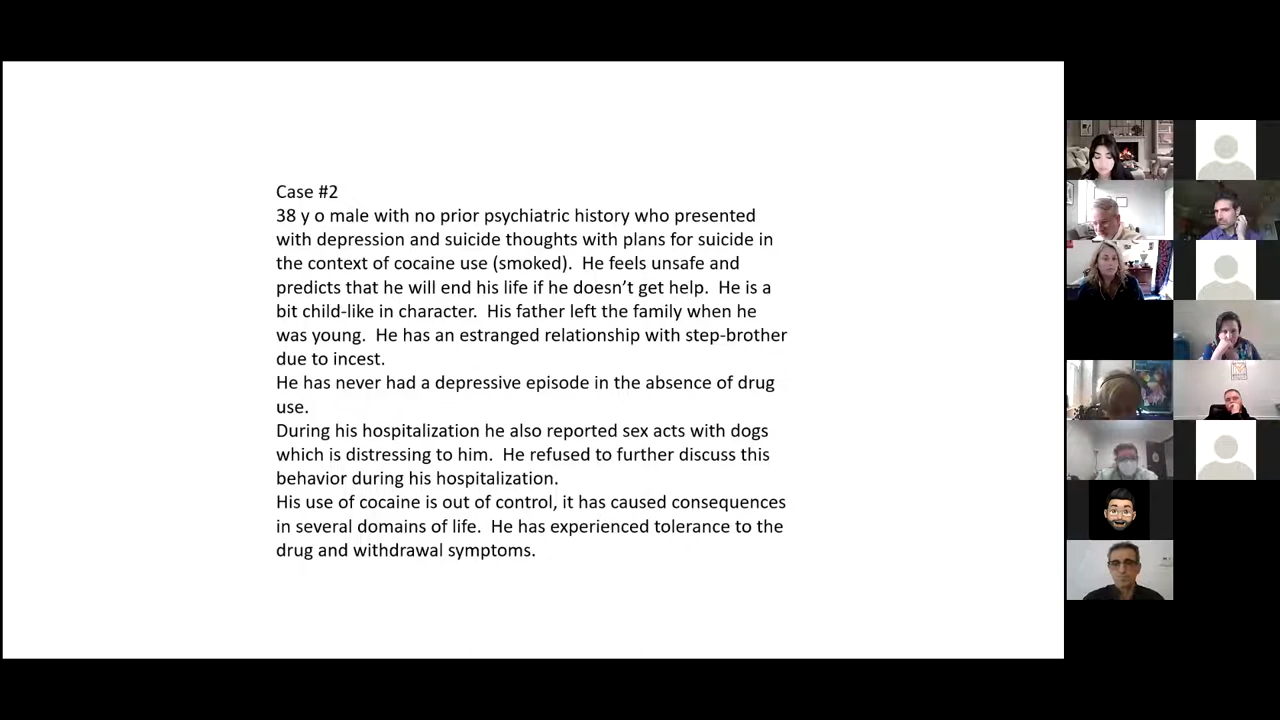 Case #2
38 y o male with no prior psychiatric history who presented
with depression and suicide thoughts with plans for suicide in
the context of cocaine use (smoked).  He feels unsafe and
predicts that he will end his life if he doesn’t get help.  He is a
bit child-like in character.  His father left the family when he
was young.  He has an estranged relationship with step-brother
due to incest.
He has never had a depressive episode in the absence of drug
use.
During his hospitalization he also reported sex acts with dogs
which is distressing to him.  He refused to further discuss this
behavior during his hospitalization.
His use of cocaine is out of control, it has caused consequences
in several domains of life.  He has experienced tolerance to the
drug and withdrawal symptoms.